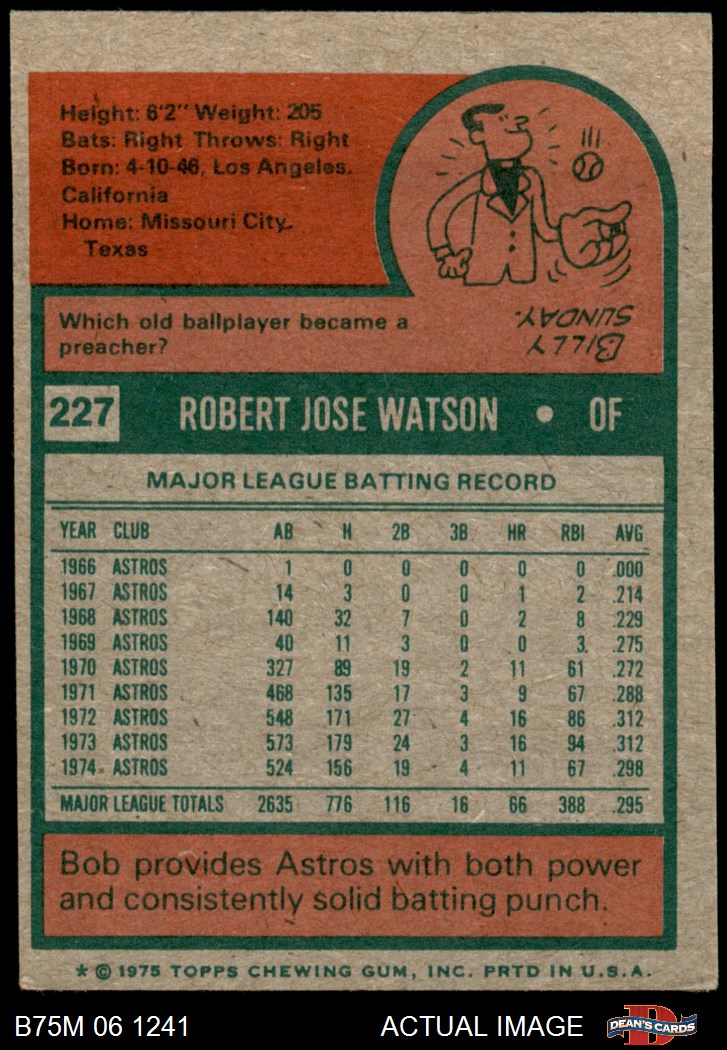 Height: 6'2" Weight: 205
Bats: Right Throws: Right
Born: 4-10-46, Los Angeles.
California
Home: Missouri City,
Texas
Which old ballplayer became a
preacher?
BILLY
SUNDAY.
227 ROBERT JOSE WATSON • OF
MAJOR LEAGUE BATTING RECORD
YEAR CLUB AB H 2B 3B HR RBI AVG
1966 ASTROS 1 0 0 0 0 0 .000
1967 ASTROS 14 3 0 0 1 2 .214
1968 ASTROS 140 32 7 0 2 8 .229
1969 ASTROS 40 11 3 0 0 3 .275
1970 ASTROS 327 89 19 2 11 61 .272
1971 ASTROS 468 135 17 3 9 67 .288
1972 ASTROS 548 171 27 4 16 86 .312
1973 ASTROS 573 179 24 3 16 94 .312
1974 ASTROS 524 156 19 4 11 67 .298
MAJOR LEAGUE TOTALS 2635 776 116 16 66 388 .295
Bob provides Astros with both power
and consistently solid batting punch.
* © 1975 TOPPS CHEWING GUM, INC. PRTD IN U.S.A.
B75M 06 1241 ACTUAL IMAGE D DEAN'S CARDS